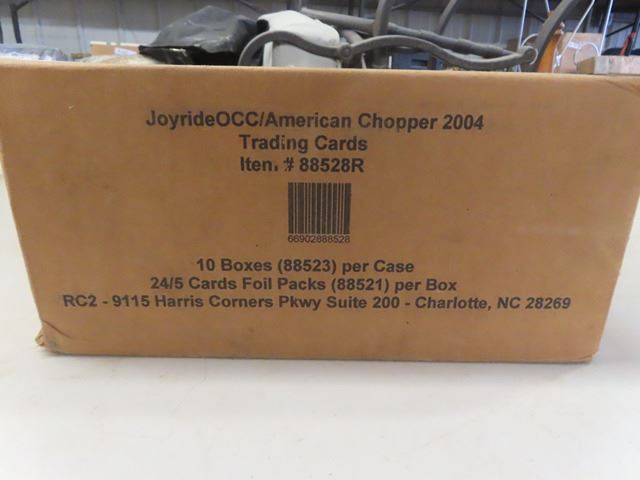 JoyrideOCC/American Chopper 2004
Trading Cards
Item # 88528R
66902888528
10 Boxes (88523) per Case
24/5 Cards Foil Packs (88521) per Box
RC2 - 9115 Harris Corners Pkwy Suite 200 - Charlotte, NC 28269